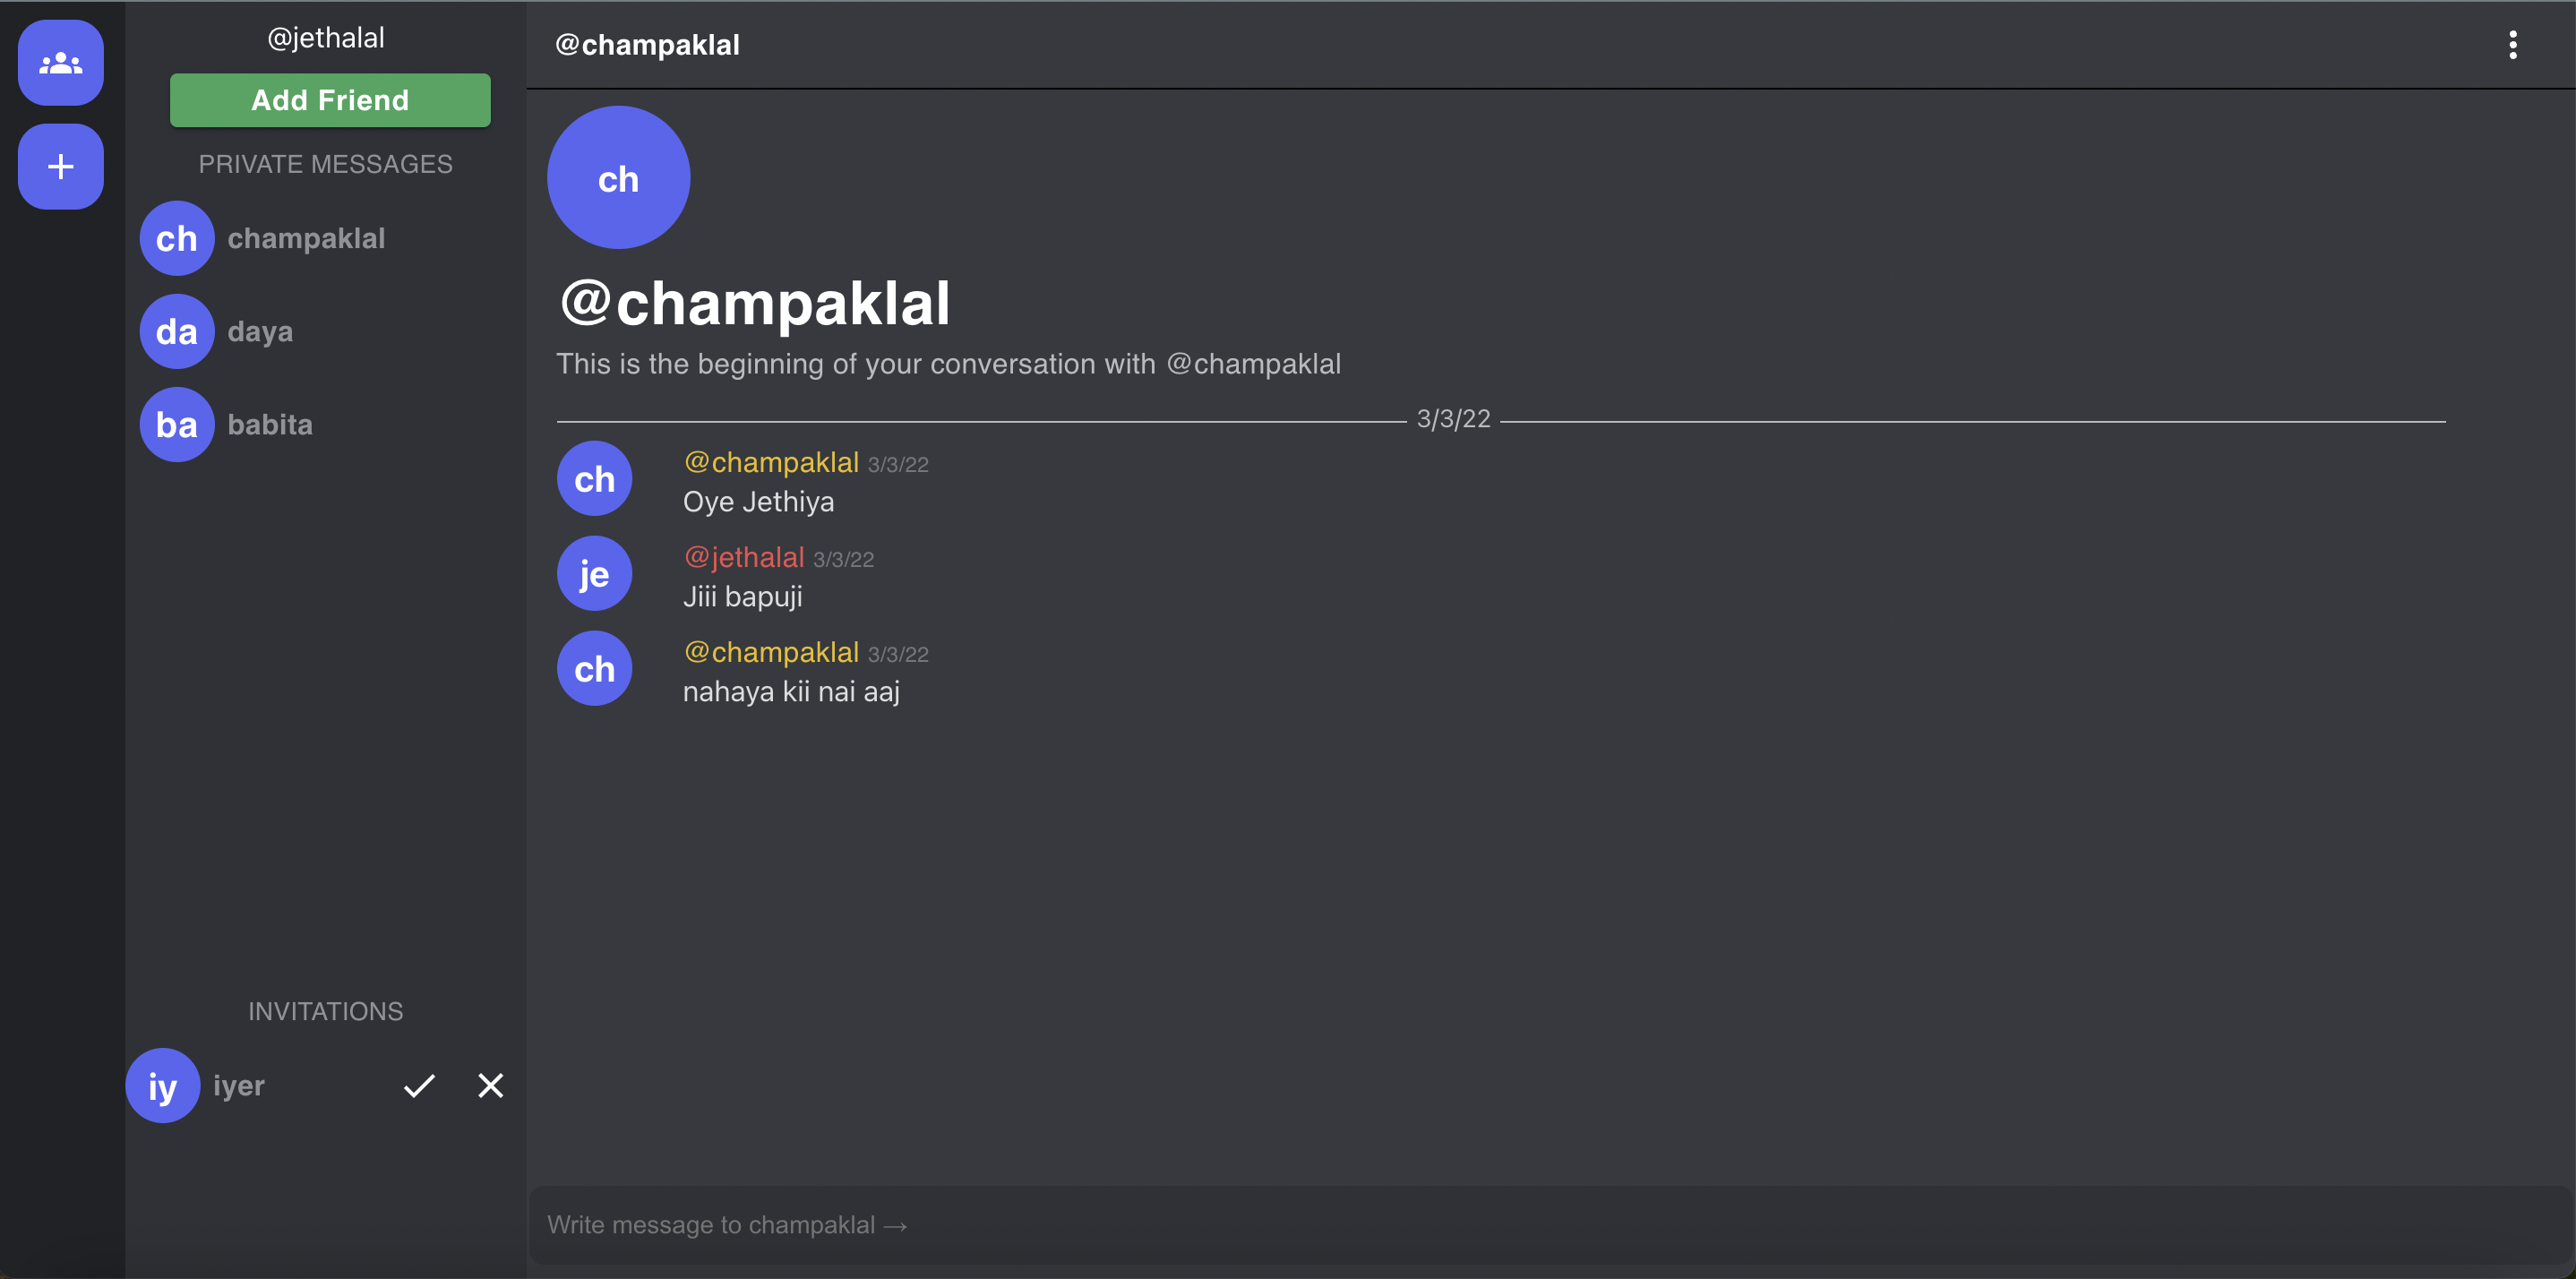 @jethalal
Add Friend
PRIVATE MESSAGES
ch champaklal
da daya
ba babita
INVITATIONS
iy iyer
@champaklal
ch
@champaklal
This is the beginning of your conversation with @champaklal
3/3/22
ch @champaklal 3/3/22
Oye Jethiya
je @jethalal 3/3/22
Jiii bapuji
ch @champaklal 3/3/22
nahaya kii nai aaj
Write message to champaklal →